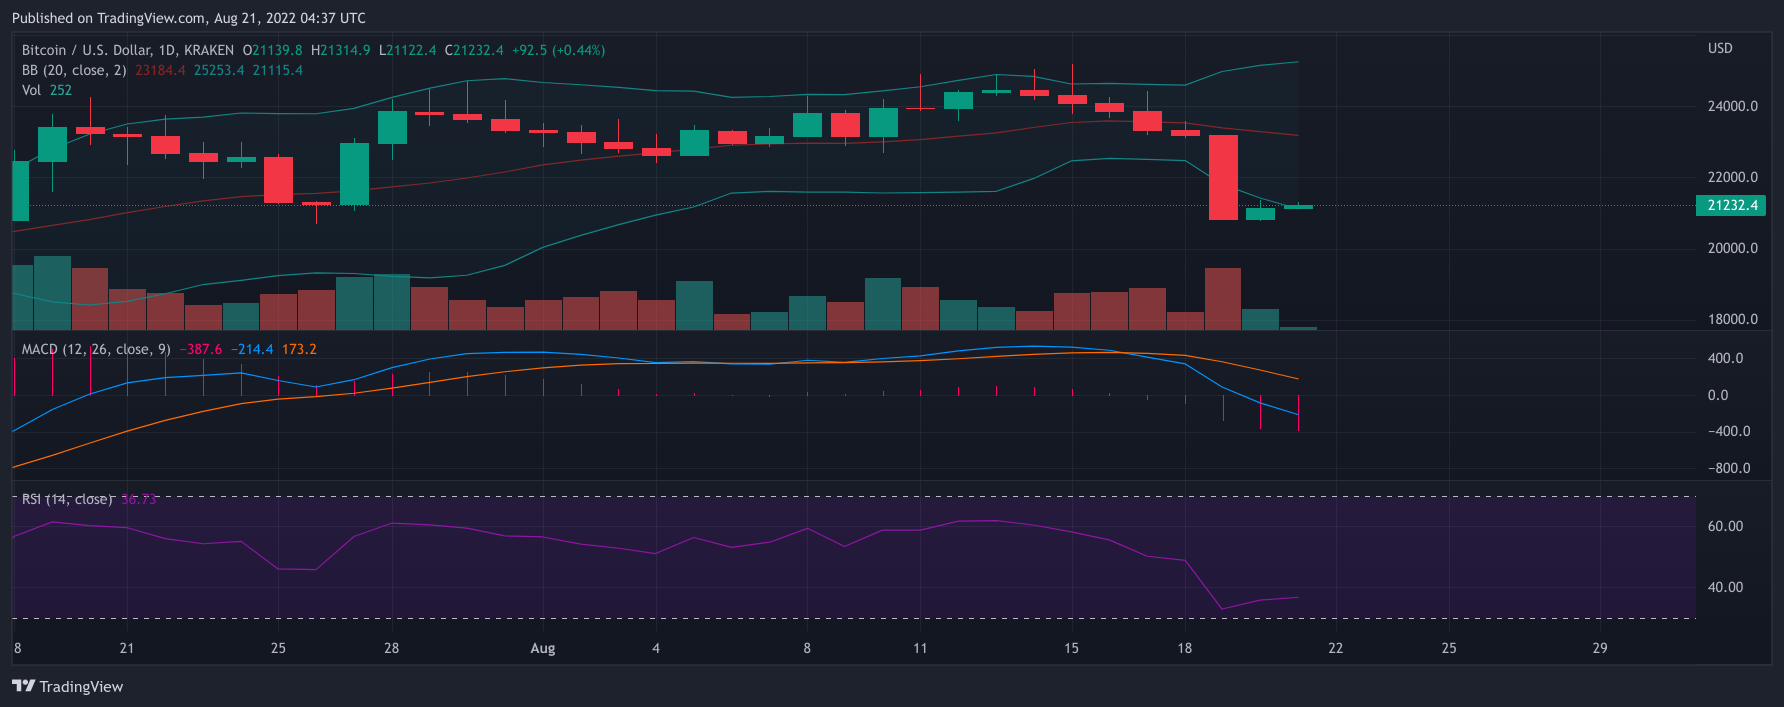 Published on TradingView.com, Aug 21, 2022 04:37 UTC
Bitcoin / U.S. Dollar, 1D, KRAKEN O21139.8 H21314.9 L21122.4 C21232.4 +92.5 (+0.44%)
BB (20, close, 2) 23184.4 25253.4 21115.4
Vol 252
USD
24000.0
22000.0
21232.4
20000.0
18000.0
MACD (12, 26, close, 9) −387.6 −214.4 173.2
400.0
0.0
−400.0
−800.0
RSI (14, close) 36.73
60.00
40.00
8 21 25 28 Aug 4 8 11 15 18 22 25 29
TradingView